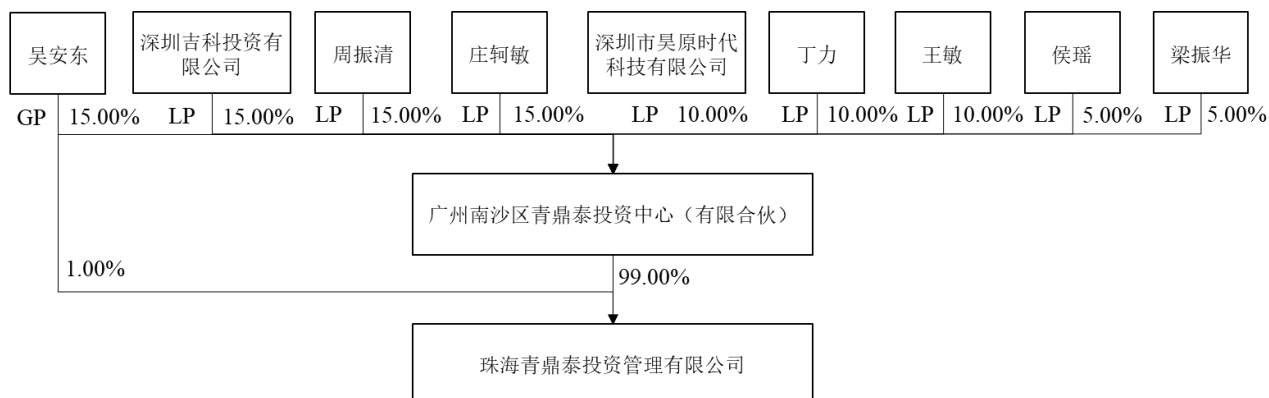 吴安东
深圳吉科投资有
限公司
周振清
庄轲敏
深圳市昊原时代
科技有限公司
丁力
王敏
侯瑶
梁振华
GP 15.00% LP 15.00% LP 15.00% LP 15.00% LP 10.00% LP 10.00% LP 10.00% LP 5.00% LP 5.00%
广州南沙区青鼎泰投资中心（有限合伙）
1.00%
99.00%
珠海青鼎泰投资管理有限公司